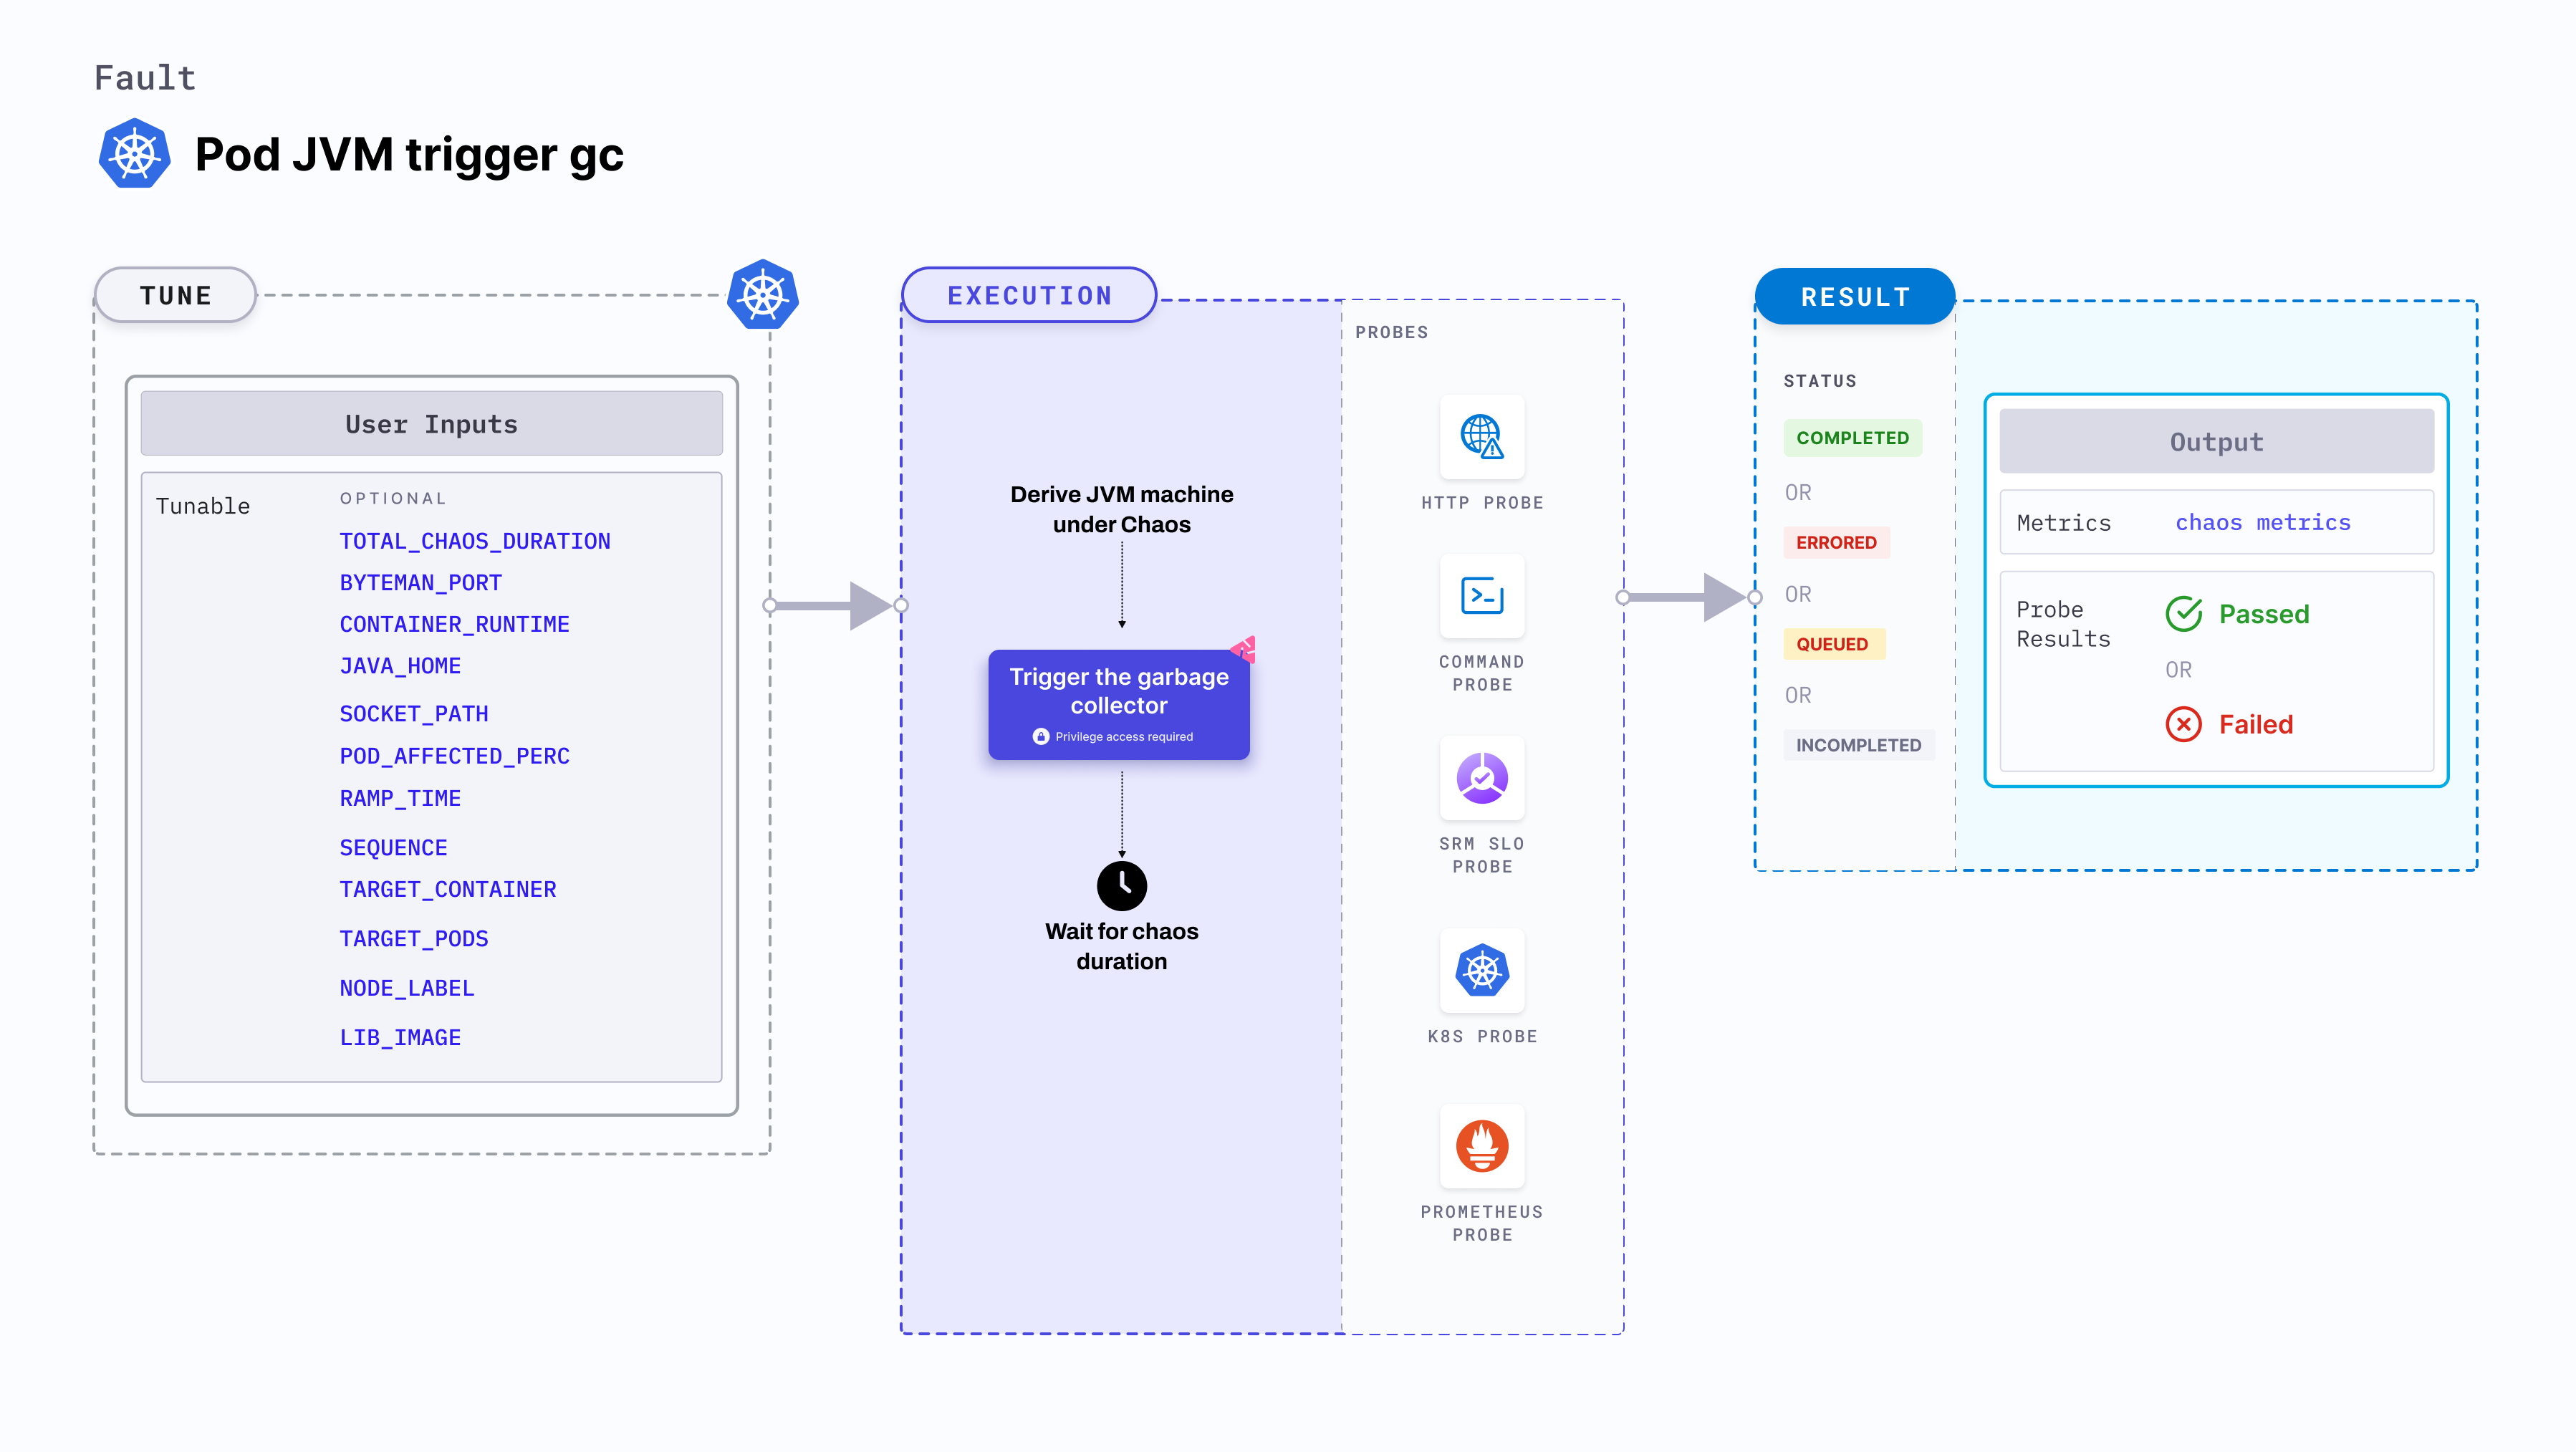 Fault
Pod JVM trigger gc
TUNE
User Inputs
Tunable
OPTIONAL
TOTAL_CHAOS_DURATION
BYTEMAN_PORT
CONTAINER_RUNTIME
JAVA_HOME
SOCKET_PATH
POD_AFFECTED_PERC
RAMP_TIME
SEQUENCE
TARGET_CONTAINER
TARGET_PODS
NODE_LABEL
LIB_IMAGE
EXECUTION
Derive JVM machine
under Chaos
Trigger the garbage
collector
Privilege access required
Wait for chaos
duration
PROBES
HTTP PROBE
COMMAND
PROBE
SRM SLO
PROBE
K8S PROBE
PROMETHEUS
PROBE
RESULT
STATUS
COMPLETED
OR
ERRORED
OR
QUEUED
OR
INCOMPLETED
Output
Metrics
chaos metrics
Probe
Results
Passed
OR
Failed